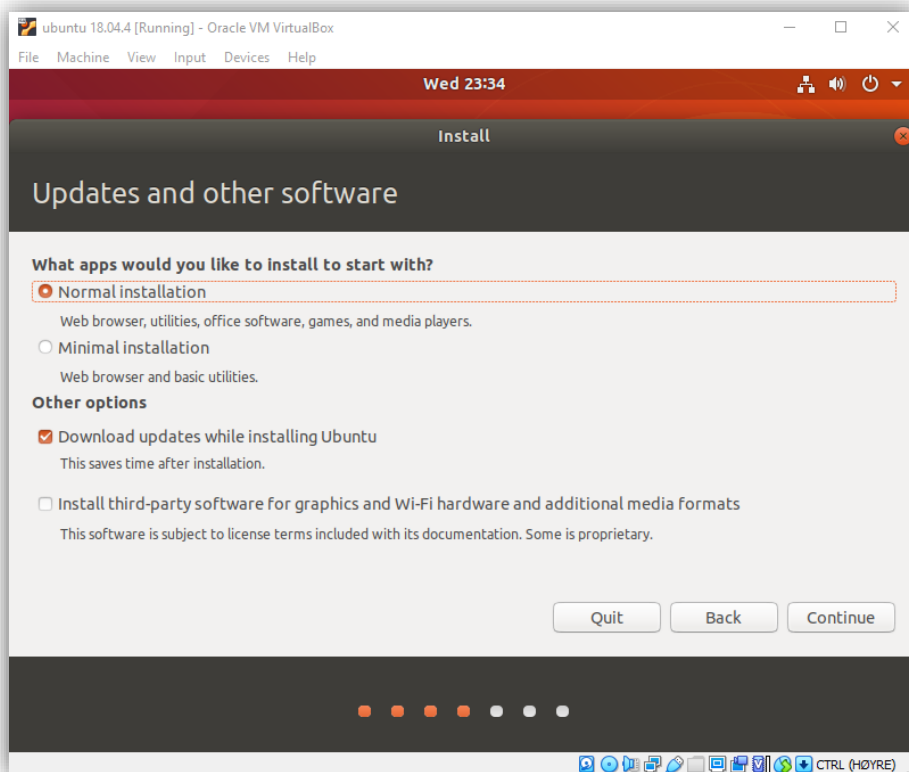 ubuntu 18.04.4 [Running] - Oracle VM VirtualBox
File Machine View Input Devices Help
Wed 23:34
Install
Updates and other software
What apps would you like to install to start with?
Normal installation
Web browser, utilities, office software, games, and media players.
Minimal installation
Web browser and basic utilities.
Other options
Download updates while installing Ubuntu
This saves time after installation.
Install third-party software for graphics and Wi-Fi hardware and additional media formats
This software is subject to license terms included with its documentation. Some is proprietary.
Quit Back Continue
CTRL (HØYRE)